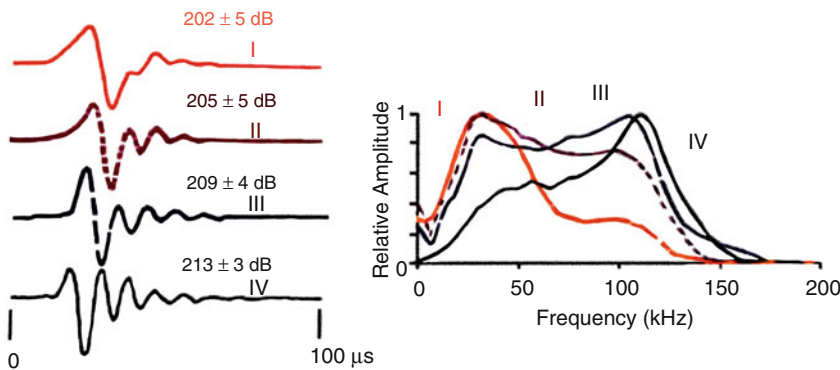 202 ± 5 dB
I
205 ± 5 dB
II
209 ± 4 dB
III
213 ± 3 dB
IV
0
100 µs
I
II
III
IV
1
Relative Amplitude
0
0
50
100
150
200
Frequency (kHz)